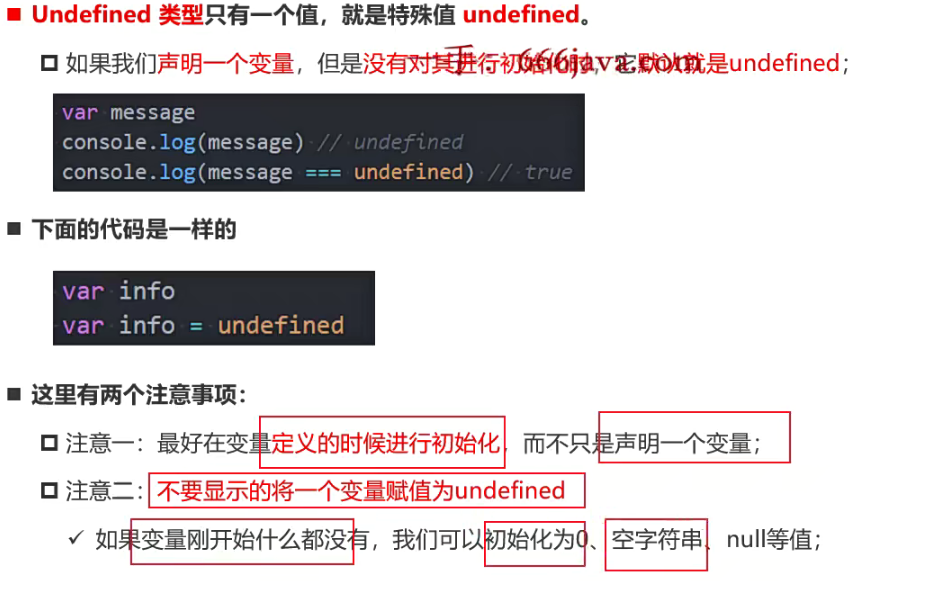 Undefined 类型只有一个值，就是特殊值 undefined。
如果我们声明一个变量，但是没有对其进行初始化时，它默认就是undefined；
666java.com
var message
console.log(message) // undefined
console.log(message === undefined) // true
下面的代码是一样的
var info
var info = undefined
这里有两个注意事项：
注意一：最好在变量定义的时候进行初始化，而不只是声明一个变量；
注意二：不要显示的将一个变量赋值为undefined
✓ 如果变量刚开始什么都没有，我们可以初始化为0、空字符串、null等值；